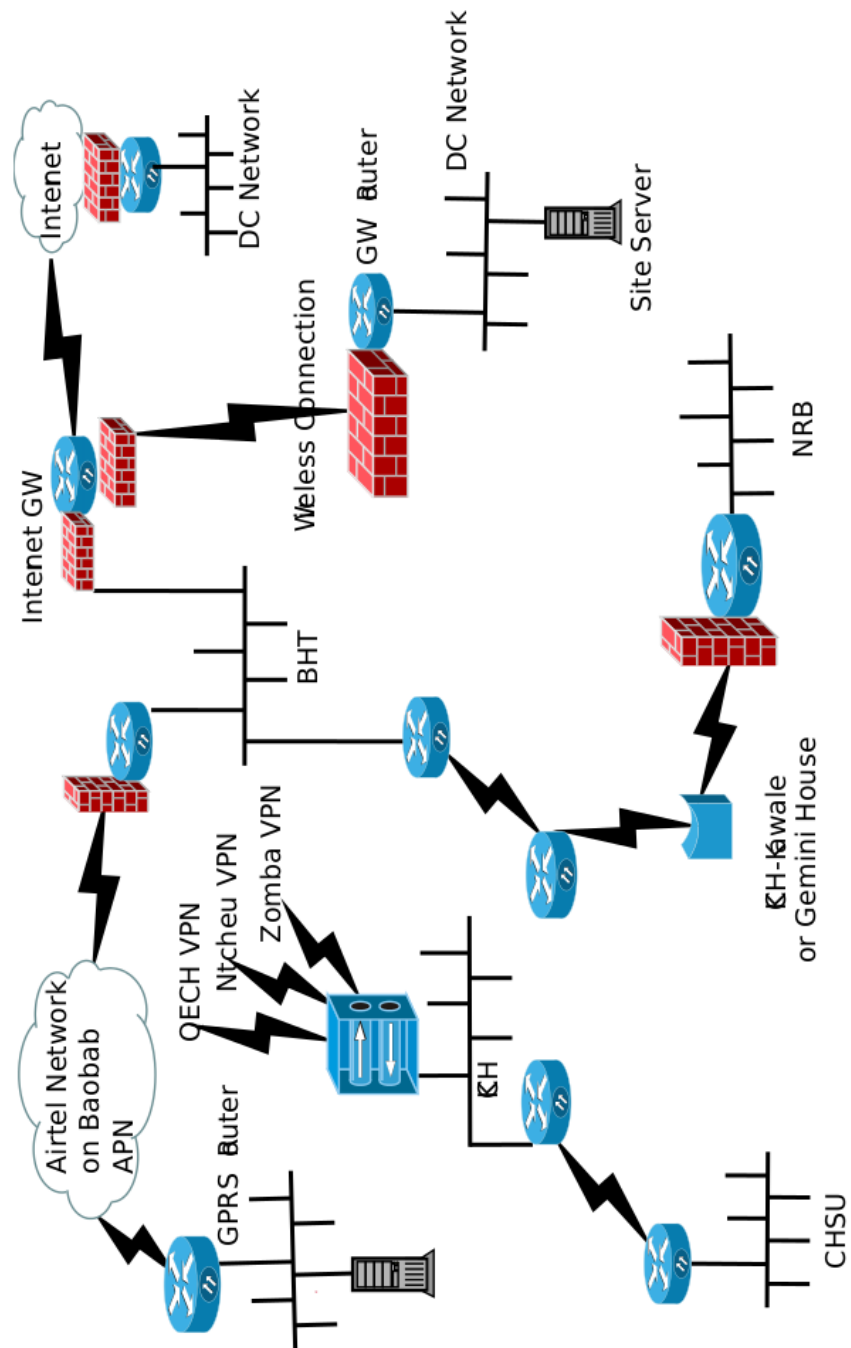 Airtel Network
on Baobab
APN
Intenet GW
Intenet
OECH VPN
Ntcheu VPN
Zomba VPN
GPRS Router
DC Network
BHT
Wireless Connection
GW Router
DC Network
KCH
Site Server
KCH-Kawale
or Gemini House
NRB
CHSU